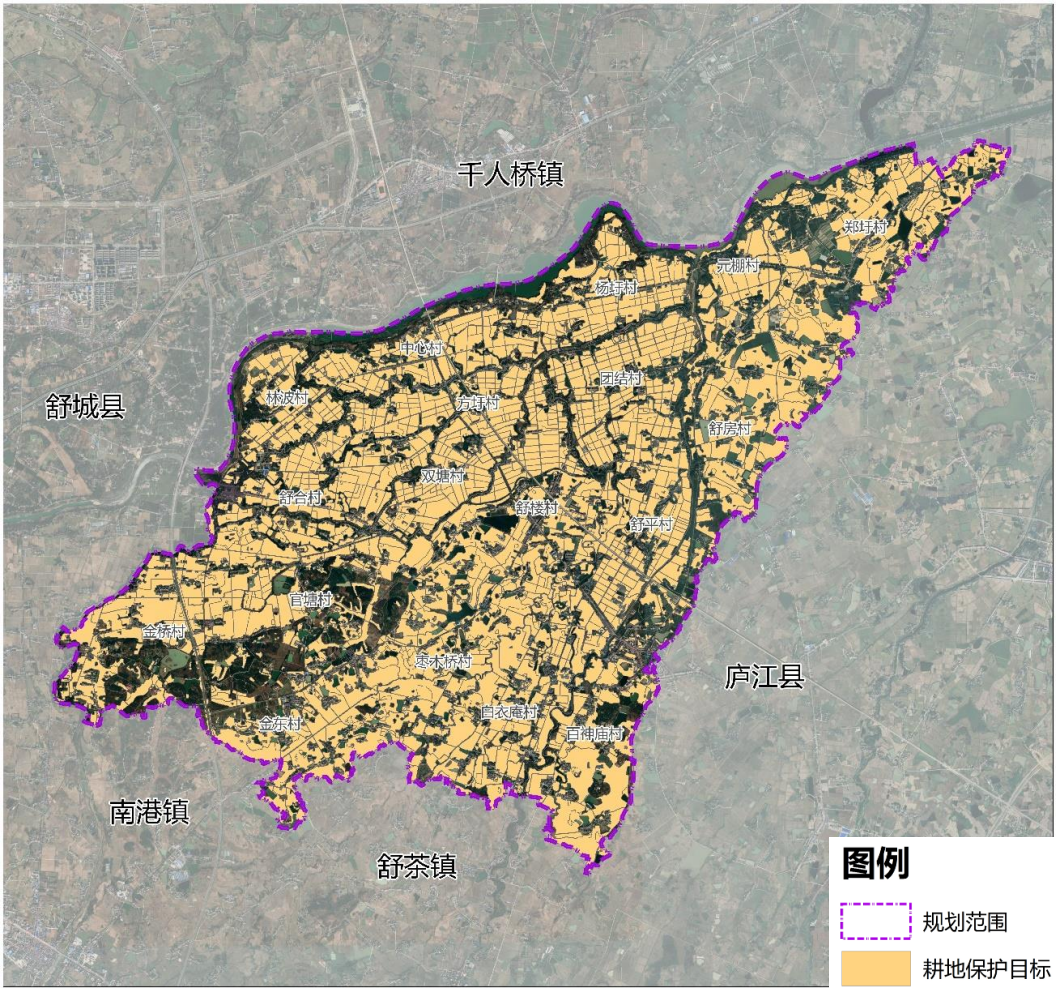 千人桥镇
郑圩村
元棚村
杨圩村
中心村
团结村
林波村
方圩村
舒城县
舒房村
双塘村
舒合村
舒楼村
舒平村
官塘村
金桥村
枣木桥村
庐江县
白衣庵村
金东村
百神庙村
南港镇
舒茶镇
图例
规划范围
耕地保护目标